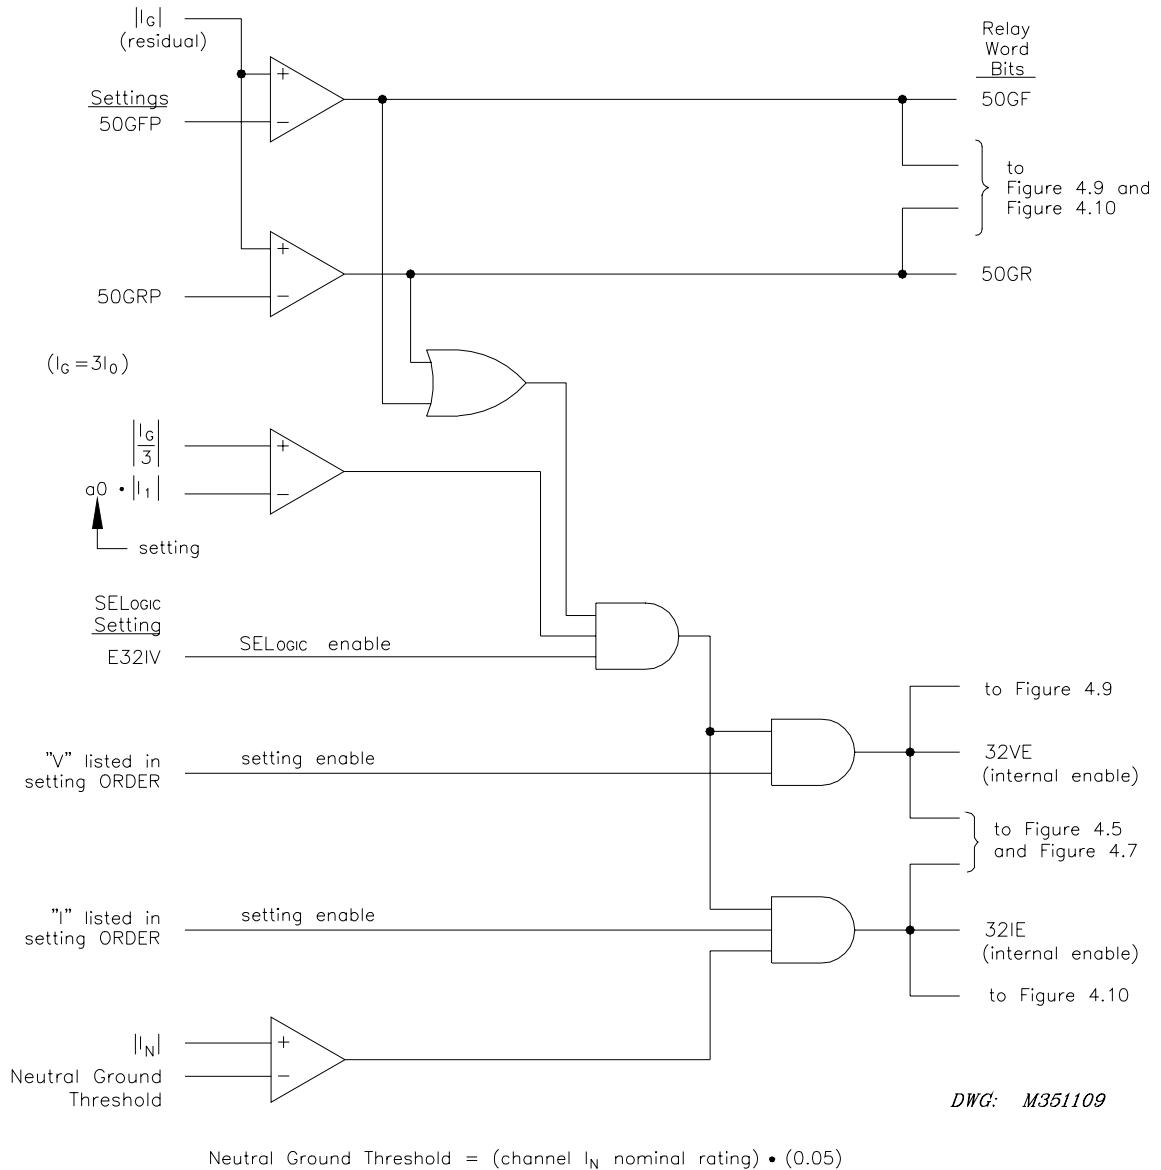 |IG|
(residual)
Settings
50GFP
+
−
Relay
Word
Bits
50GF
to
Figure 4.9 and
Figure 4.10
50GRP
+
−
50GR
(IG=3I0)
|IG/3|
a0 • |I1|
+
−
setting
SELOGIC
Setting
E32IV
SELOGIC enable
to Figure 4.9
"V" listed in
setting ORDER
setting enable
32VE
(internal enable)
to Figure 4.5
and Figure 4.7
"I" listed in
setting ORDER
setting enable
32IE
(internal enable)
to Figure 4.10
|IN|
Neutral Ground
Threshold
+
−
DWG: M351109
Neutral Ground Threshold = (channel IN nominal rating) • (0.05)